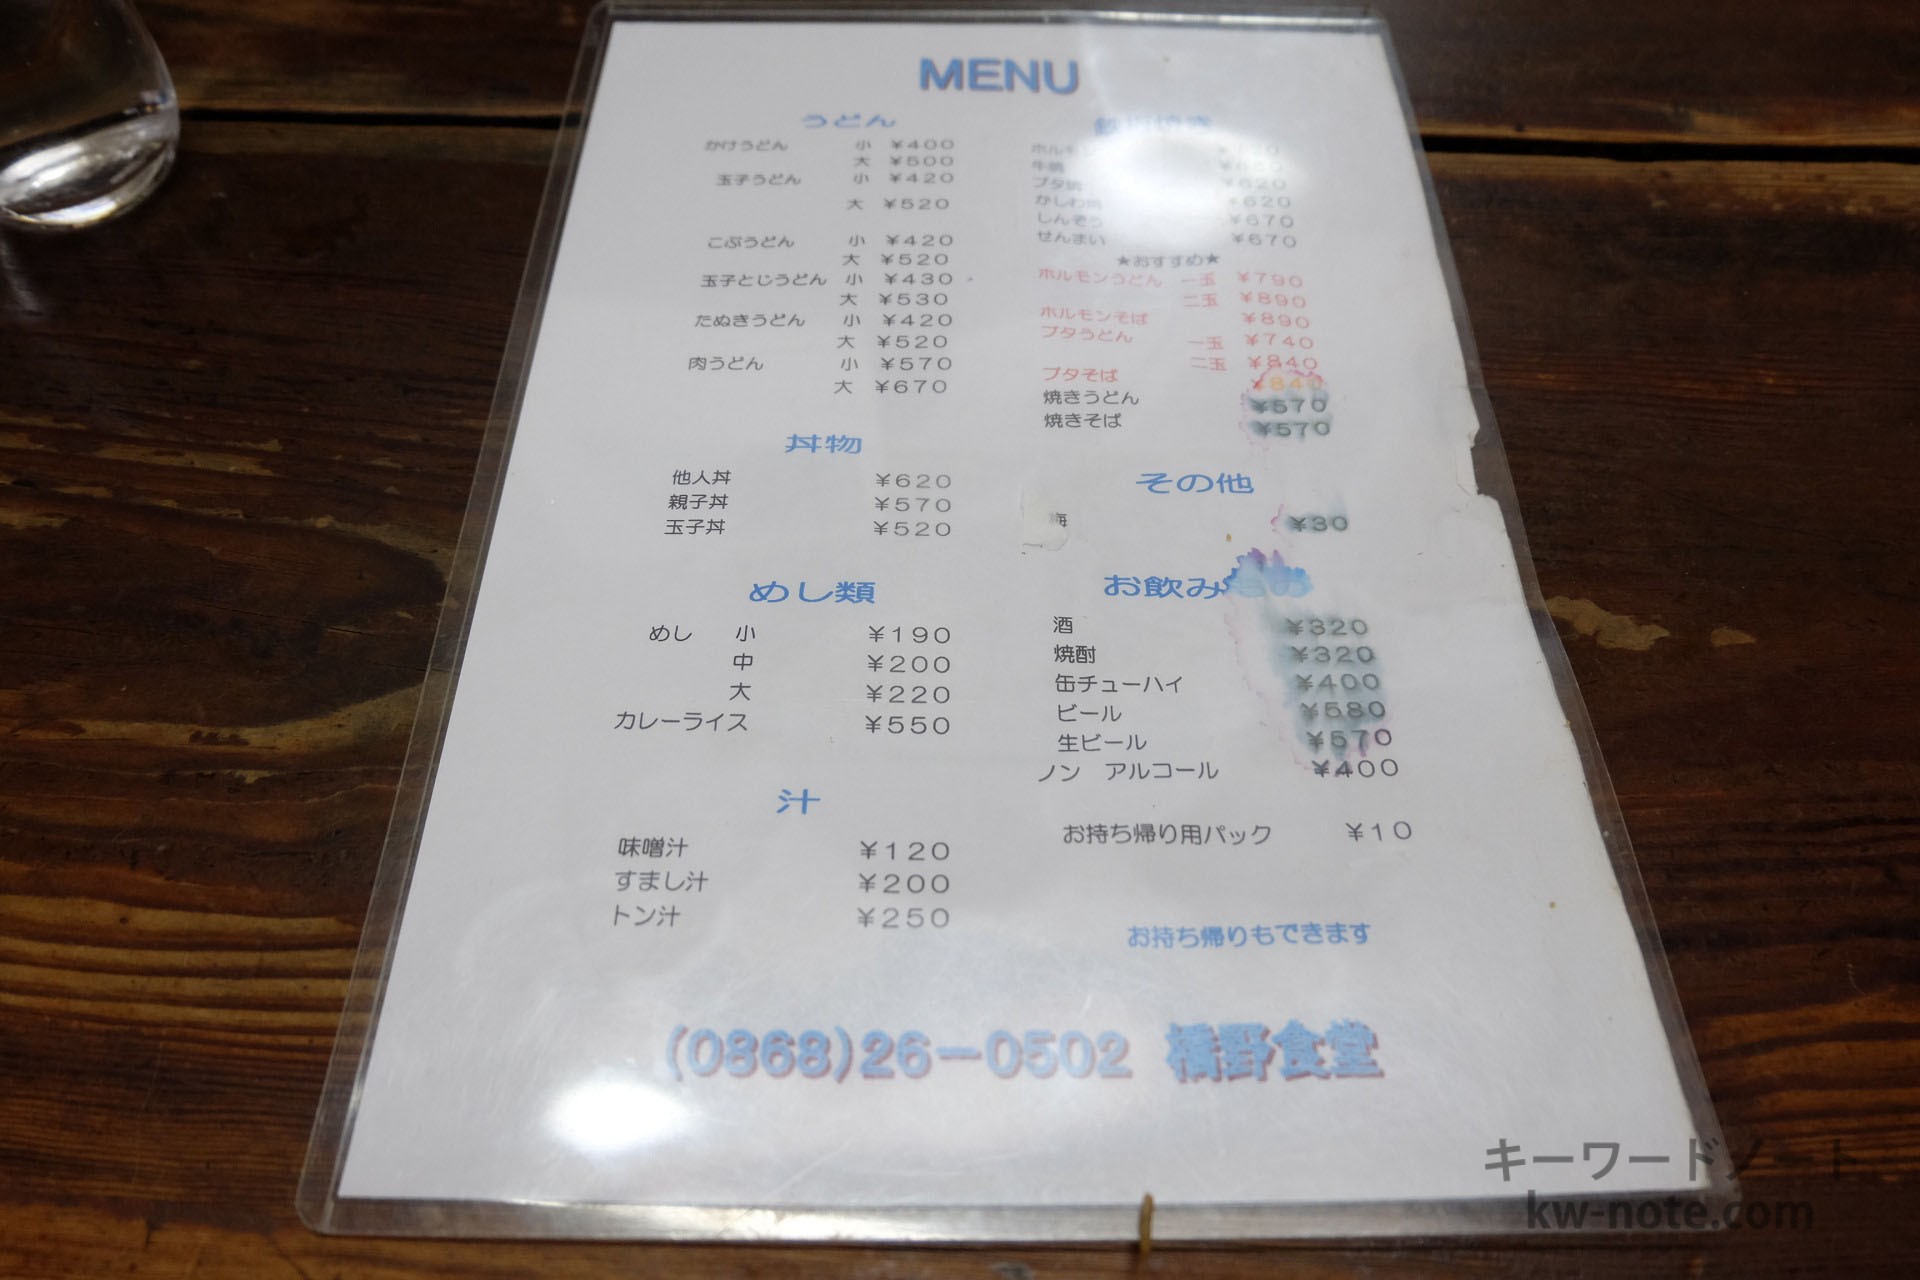 MENU
うどん
かけうどん 小 ¥400
大 ¥500
玉子うどん 小 ¥420
大 ¥520
こぶうどん 小 ¥420
大 ¥520
玉子とじうどん 小 ¥430
大 ¥530
たぬきうどん 小 ¥420
大 ¥520
肉うどん 小 ¥570
大 ¥670
丼物
他人丼 ¥620
親子丼 ¥570
玉子丼 ¥520
めし類
めし 小 ¥190
中 ¥200
大 ¥220
カレーライス ¥550
汁
味噌汁 ¥120
すまし汁 ¥200
トン汁 ¥250
ブタ焼 ¥620
かしわ焼 ¥620
しんぞう ¥670
せんまい ¥670
★おすすめ★
ホルモンうどん 一玉 ¥790
二玉 ¥890
ホルモンそば ¥890
ブタうどん 一玉 ¥740
二玉 ¥840
ブタそば ¥840
焼きうどん ¥570
焼きそば ¥570
その他
¥30
お飲み
酒 ¥320
焼酎 ¥320
缶チューハイ ¥400
ビール ¥580
生ビール ¥570
ノン アルコール ¥400
お持ち帰り用パック ¥10
お持ち帰りもできます
(0868)26-0502 橋野食堂
キーワードノート
kw-note.com